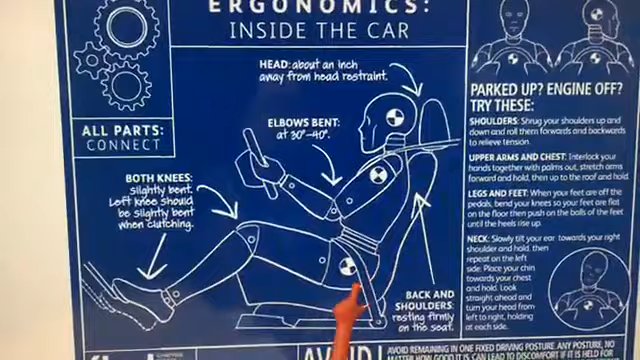 ERGONOMICS:
INSIDE THE CAR
HEAD: about an inch
away from head restraint.
ELBOWS BENT:
at 30°-40°.
ALL PARTS:
CONNECT
BOTH KNEES:
slightly bent.
Left knee should
be slightly bent
when clutching.
BACK AND
SHOULDERS:
resting firmly
on the seat.
PARKED UP? ENGINE OFF?
TRY THESE:
SHOULDERS: Shrug your shoulders up and
down and roll them forwards and backwards
to relieve tension.
UPPER ARMS AND CHEST: Interlock your
hands together with palms out, stretch arms
forward and hold, then up to the roof and hold.
LEGS AND FEET: When your feet are off the
pedals, bend your knees so your feet are flat
on the floor then push on the balls of the feet
until the heels rise up.
NECK: Slowly tilt your ear towards your right
shoulder and hold, then
repeat on the left
side. Place your chin
towards your chest
and hold. Look
straight ahead and
turn your head from
left to right, holding
at each side.
AVOID REMAINING IN ONE FIXED DRIVING POSTURE. ANY POSTURE, NO
MATTER HOW GOOD IT IS CAN LEAD TO DISCOMFORT IF IS HELD FOR